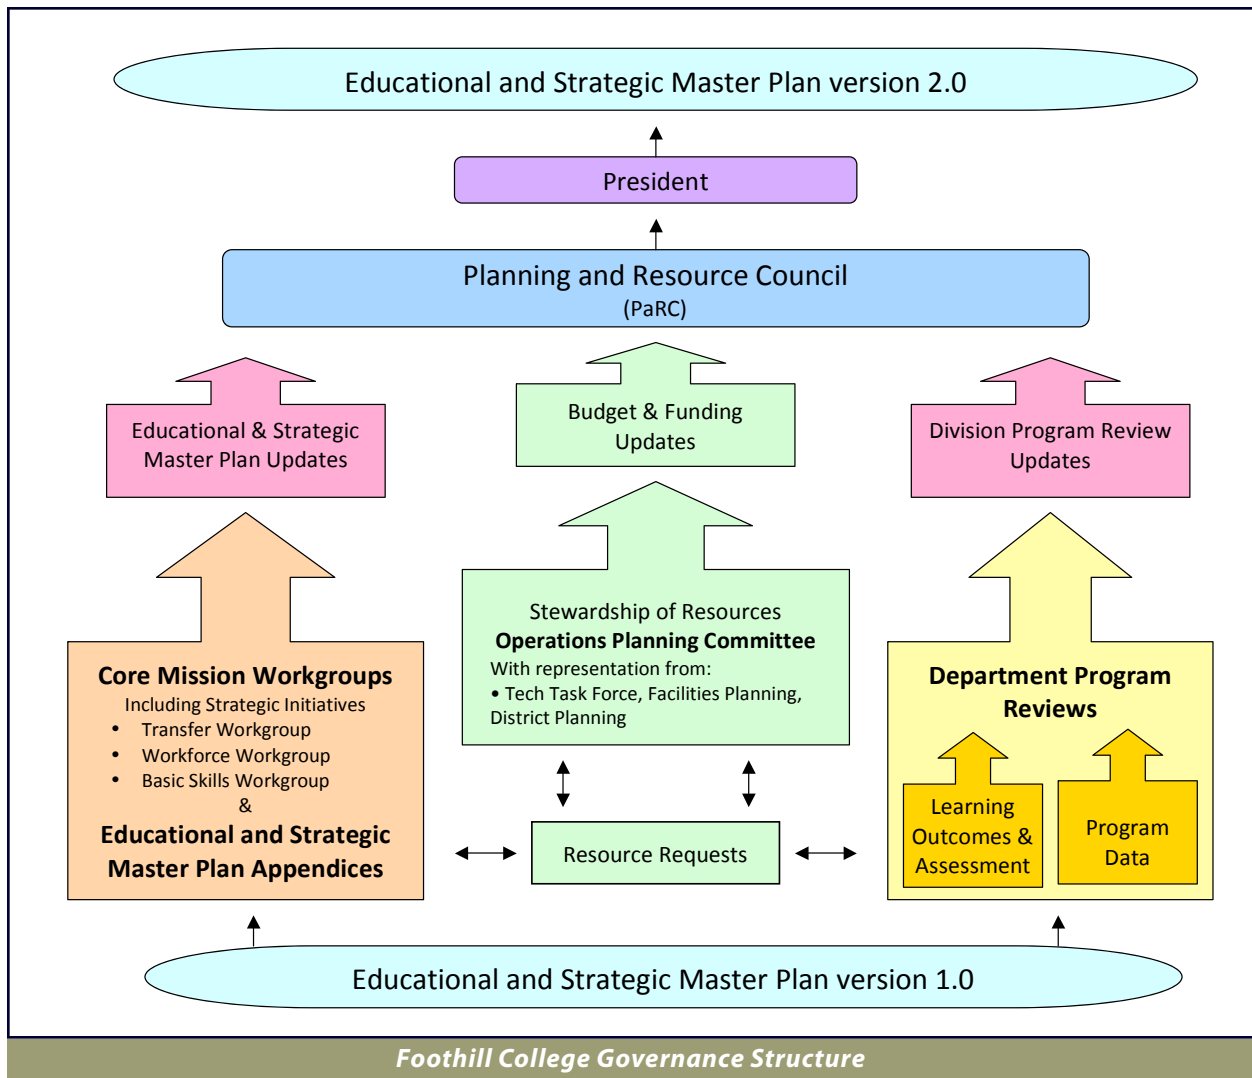 Educational and Strategic Master Plan version 2.0
President
Planning and Resource Council
(PaRC)
Educational & Strategic
Master Plan Updates
Budget & Funding
Updates
Division Program Review
Updates
Core Mission Workgroups
Including Strategic Initiatives
• Transfer Workgroup
• Workforce Workgroup
• Basic Skills Workgroup
&
Educational and Strategic
Master Plan Appendices
Stewardship of Resources
Operations Planning Committee
With representation from:
• Tech Task Force, Facilities Planning,
District Planning
Resource Requests
Department Program
Reviews
Learning
Outcomes &
Assessment
Program
Data
Educational and Strategic Master Plan version 1.0
Foothill College Governance Structure